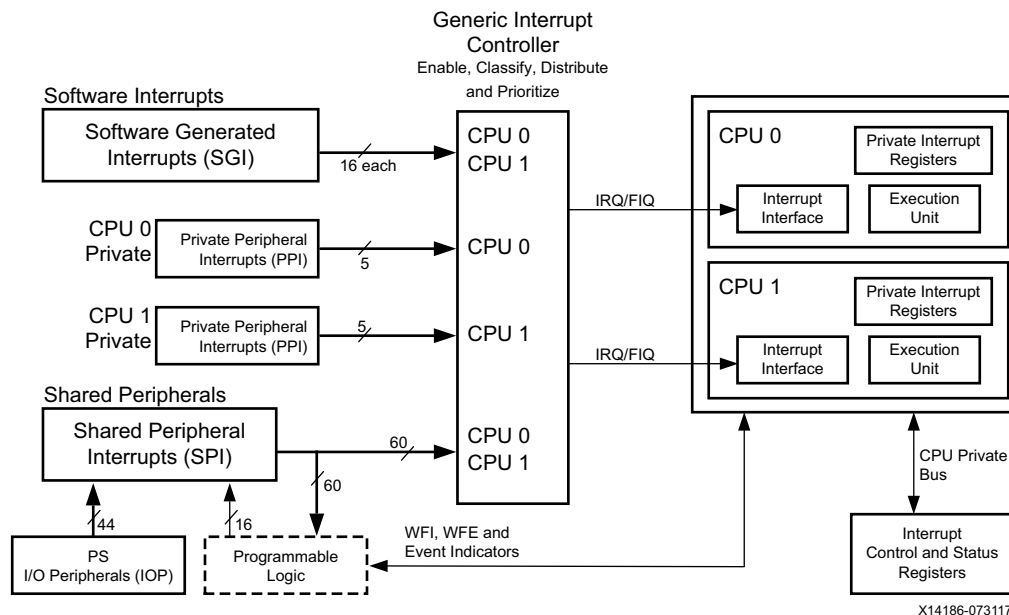 Generic Interrupt
Controller
Enable, Classify, Distribute
and Prioritize
Software Interrupts
Software Generated
Interrupts (SGI)
16 each
CPU 0
CPU 1
CPU 0
Private
Private Peripheral
Interrupts (PPI)
5
CPU 0
CPU 1
Private
Private Peripheral
Interrupts (PPI)
5
CPU 1
Shared Peripherals
Shared Peripheral
Interrupts (SPI)
60
CPU 0
CPU 1
60
44
16
PS
I/O Peripherals (IOP)
Programmable
Logic
WFI, WFE and
Event Indicators
IRQ/FIQ
CPU 0
Private Interrupt
Registers
Interrupt
Interface
Execution
Unit
IRQ/FIQ
CPU 1
Private Interrupt
Registers
Interrupt
Interface
Execution
Unit
CPU Private
Bus
Interrupt
Control and Status
Registers
X14186-073117